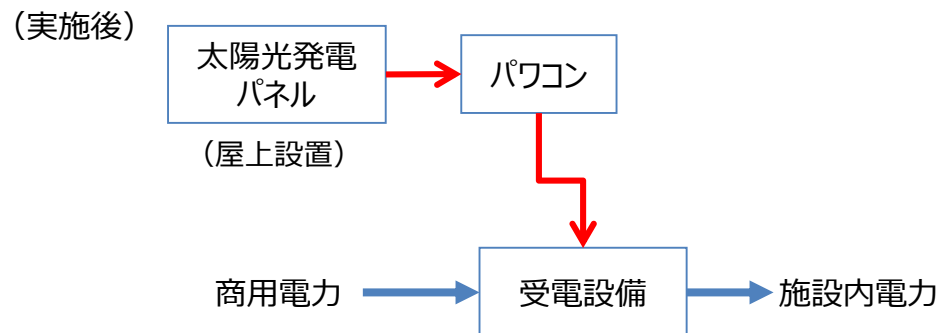 （実施後）
太陽光発電
パネル
パワコン
（屋上設置）
商用電力
受電設備
施設内電力